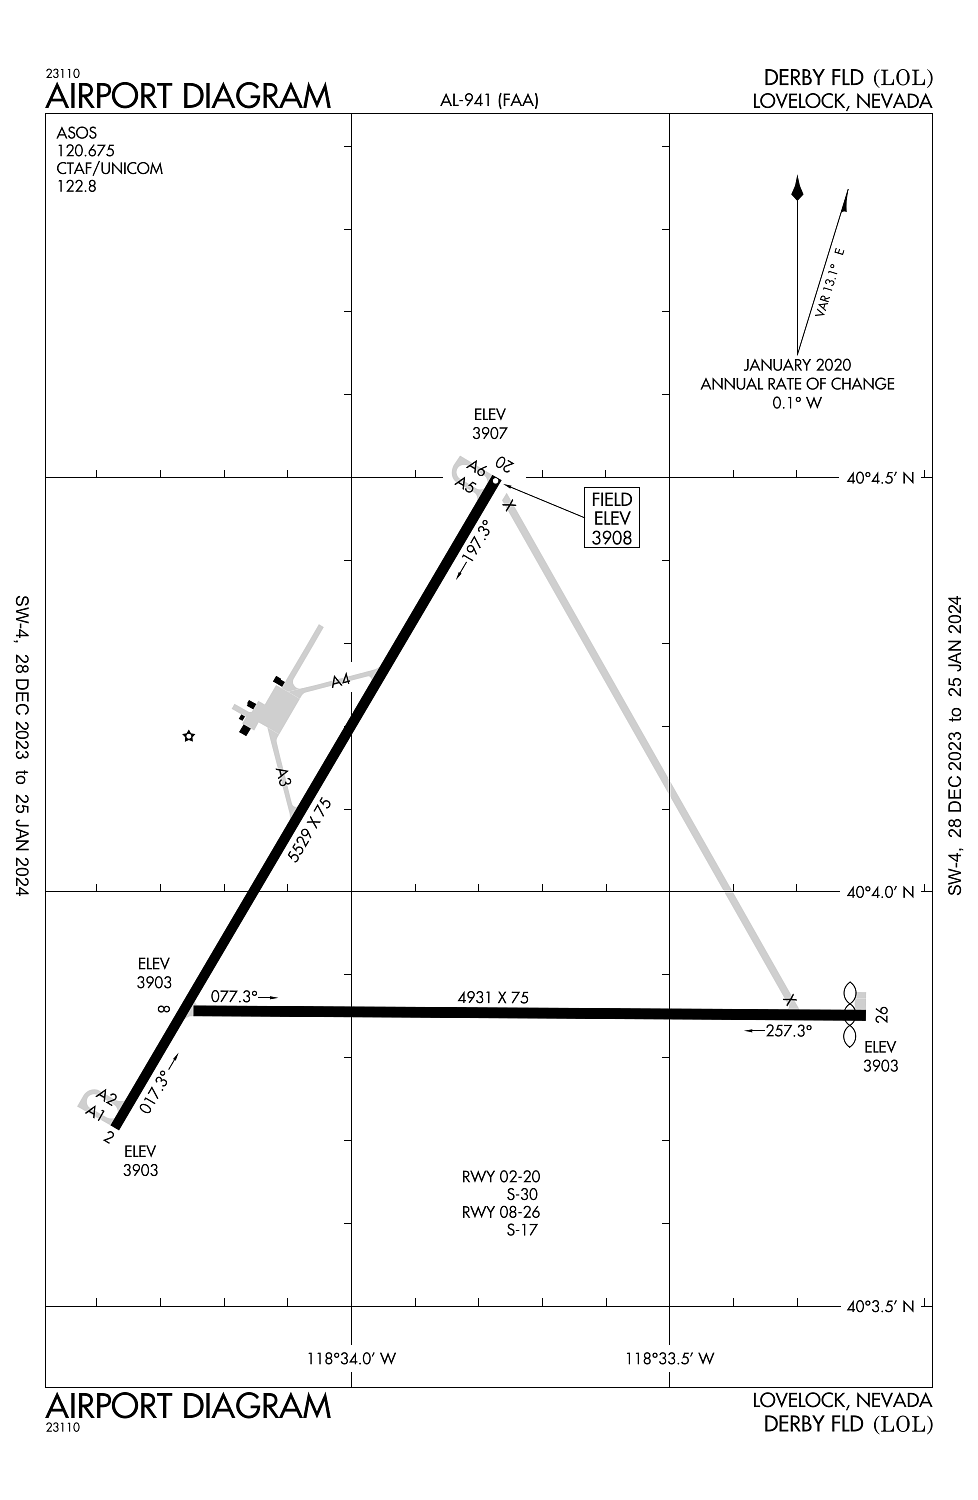 23110
AIRPORT DIAGRAM
AL-941 (FAA)
DERBY FLD (LOL)
LOVELOCK, NEVADA
ASOS
120.675
CTAF/UNICOM
122.8
VAR 13.1° E
JANUARY 2020
ANNUAL RATE OF CHANGE
0.1° W
ELEV
3907
A6
A5
20
40°4.5' N
FIELD
ELEV
3908
197.3°
SW-4, 28 DEC 2023 to 25 JAN 2024
SW-4, 28 DEC 2023 to 25 JAN 2024
A4
A3
5529 X 75
40°4.0' N
ELEV
3903
8
077.3°
4931 X 75
26
257.3°
ELEV
3903
017.3°
A2
A1
2
ELEV
3903
RWY 02-20
S-30
RWY 08-26
S-17
40°3.5' N
118°34.0' W
118°33.5' W
AIRPORT DIAGRAM
23110
LOVELOCK, NEVADA
DERBY FLD (LOL)